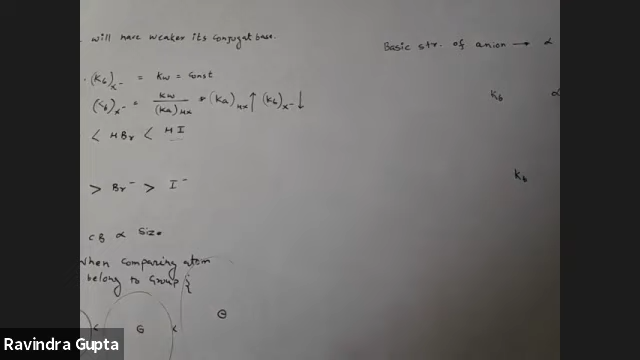 will have weaker its conjugat base.
Basic str. of anion → α
(Kb)x⁻ = Kw = const
(Kb)x⁻ = Kw/(Ka)Hx * (Ka)Hx ↑ (Kb)x⁻ ↓
Kb α
< HBr < HI
Kb
> Br⁻ > I⁻
CB α Size
When comparing atom
belong to Group {
< ⊖ < ⊖
Ravindra Gupta